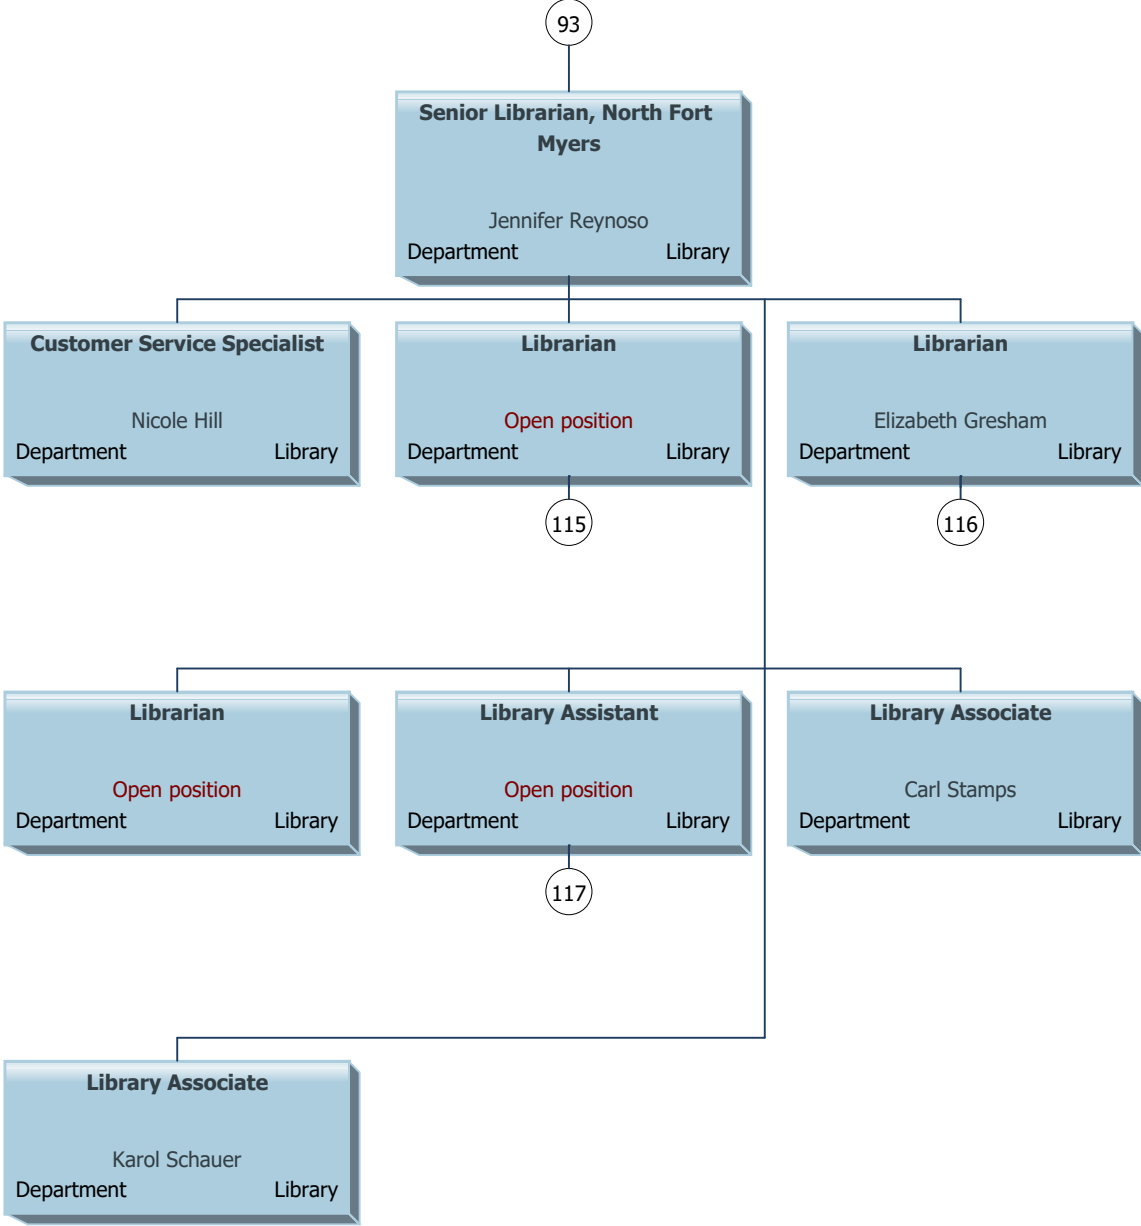 93
Senior Librarian, North Fort
Myers
Jennifer Reynoso
Department Library
Customer Service Specialist
Nicole Hill
Department Library
Librarian
Open position
Department Library
115
Librarian
Elizabeth Gresham
Department Library
116
Librarian
Open position
Department Library
Library Assistant
Open position
Department Library
117
Library Associate
Carl Stamps
Department Library
Library Associate
Karol Schauer
Department Library